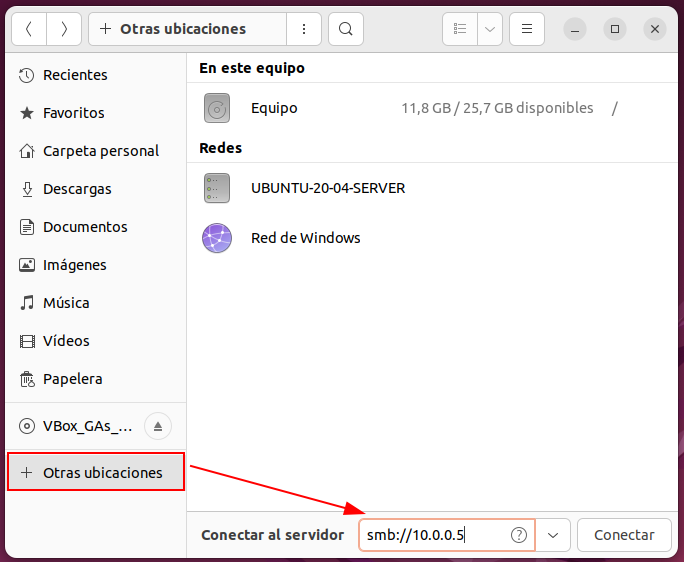 Otras ubicaciones
Recientes
Favoritos
Carpeta personal
Descargas
Documentos
Imágenes
Música
Vídeos
Papelera
VBox_GAs_...
Otras ubicaciones
En este equipo
Equipo 11,8 GB / 25,7 GB disponibles /
Redes
UBUNTU-20-04-SERVER
Red de Windows
Conectar al servidor smb://10.0.0.5 Conectar